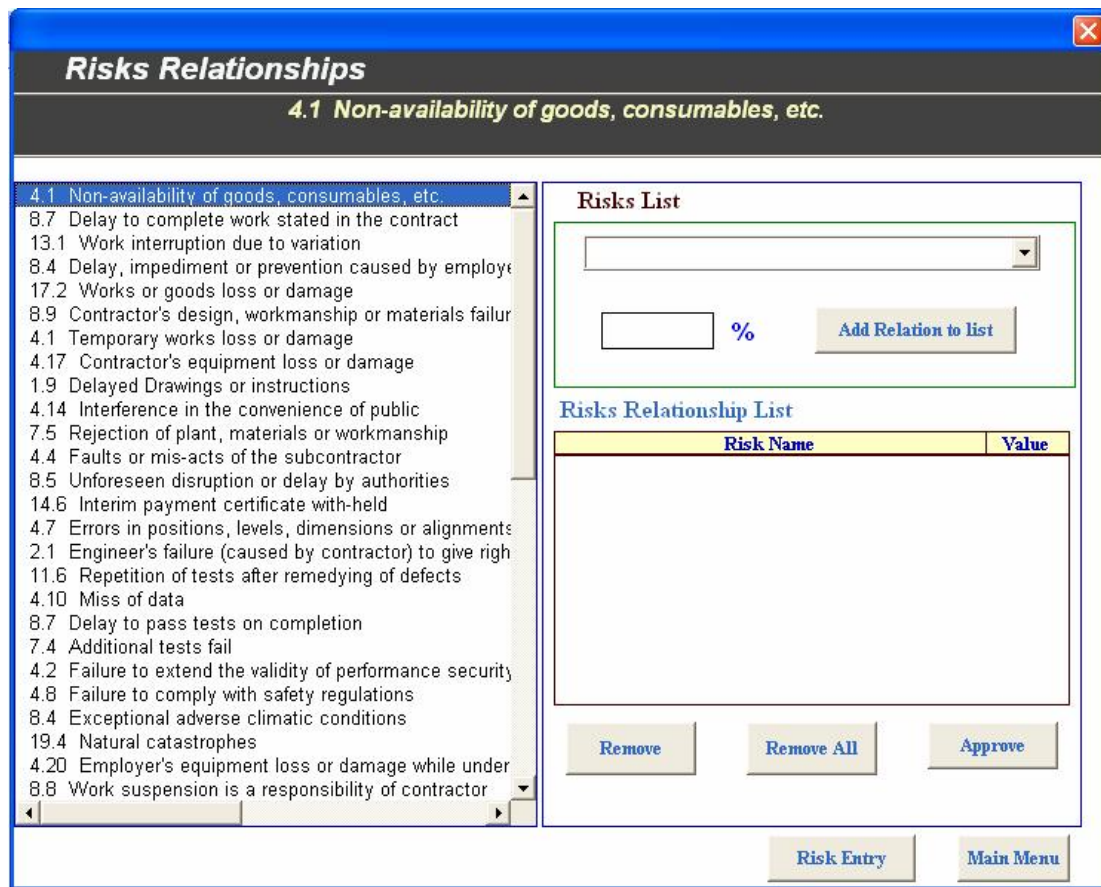 Risks Relationships
4.1 Non-availability of goods, consumables, etc.
4.1 Non-availability of goods, consumables, etc.
8.7 Delay to complete work stated in the contract
13.1 Work interruption due to variation
8.4 Delay, impediment or prevention caused by employe
17.2 Works or goods loss or damage
8.9 Contractor's design, workmanship or materials failur
4.1 Temporary works loss or damage
4.17 Contractor's equipment loss or damage
1.9 Delayed Drawings or instructions
4.14 Interference in the convenience of public
7.5 Rejection of plant, materials or workmanship
4.4 Faults or mis-acts of the subcontractor
8.5 Unforeseen disruption or delay by authorities
14.6 Interim payment certificate with-held
4.7 Errors in positions, levels, dimensions or alignments
2.1 Engineer's failure (caused by contractor) to give righ
11.6 Repetition of tests after remedying of defects
4.10 Miss of data
8.7 Delay to pass tests on completion
7.4 Additional tests fail
4.2 Failure to extend the validity of performance security
4.8 Failure to comply with safety regulations
8.4 Exceptional adverse climatic conditions
19.4 Natural catastrophes
4.20 Employer's equipment loss or damage while under
8.8 Work suspension is a responsibility of contractor
Risks List
% Add Relation to list
Risks Relationship List
Risk Name Value
Remove Remove All Approve
Risk Entry Main Menu